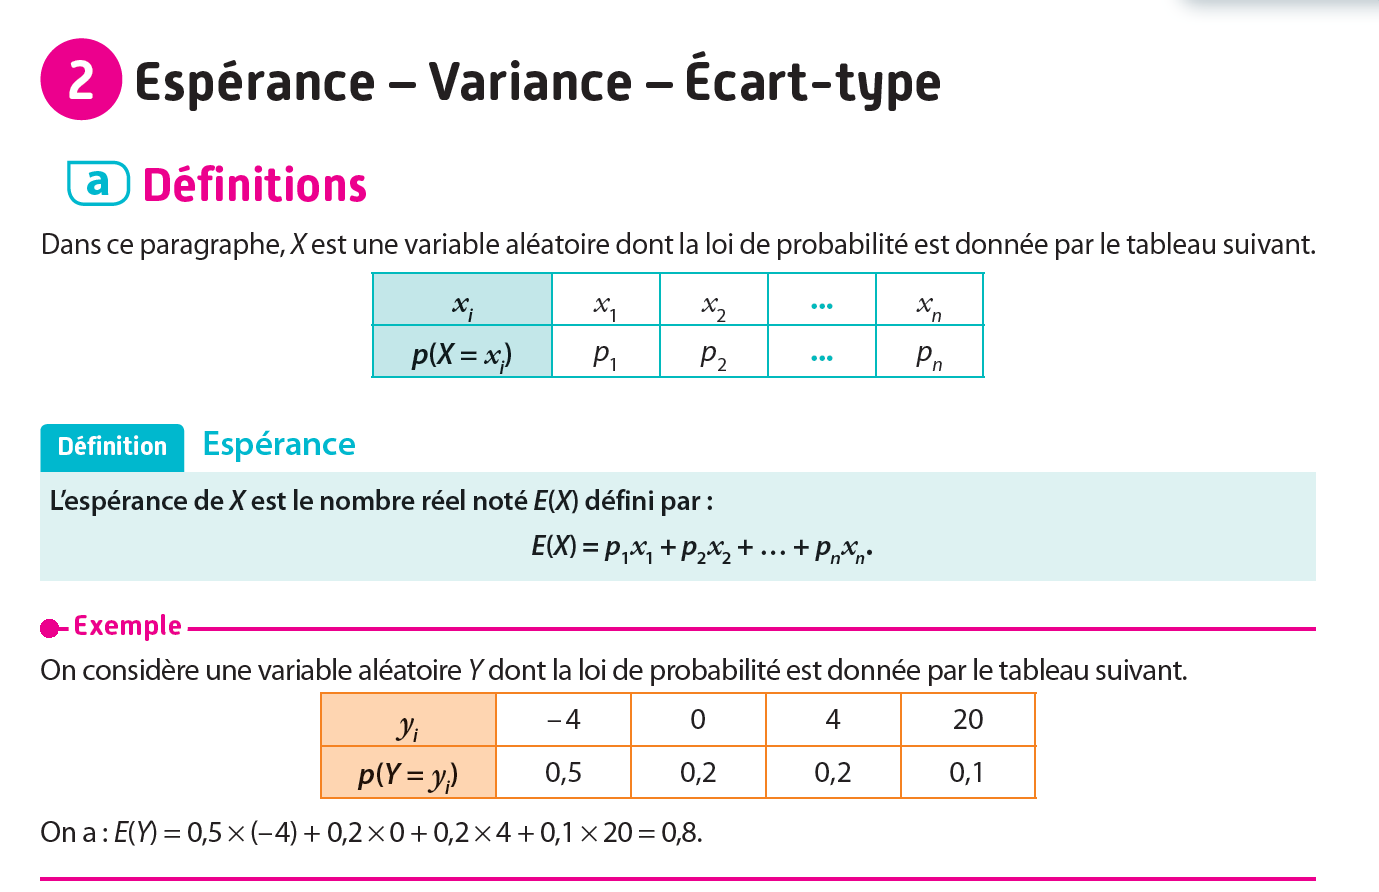 2 Espérance – Variance – Écart-type
a Définitions
Dans ce paragraphe, X est une variable aléatoire dont la loi de probabilité est donnée par le tableau suivant.
xᵢ x₁ x₂ ... xₙ
p(X = xᵢ) p₁ p₂ ... pₙ
Définition Espérance
L’espérance de X est le nombre réel noté E(X) défini par :
E(X) = p₁x₁ + p₂x₂ + … + pₙxₙ.
Exemple
On considère une variable aléatoire Y dont la loi de probabilité est donnée par le tableau suivant.
yᵢ –4 0 4 20
p(Y = yᵢ) 0,5 0,2 0,2 0,1
On a : E(Y) = 0,5 × (–4) + 0,2 × 0 + 0,2 × 4 + 0,1 × 20 = 0,8.